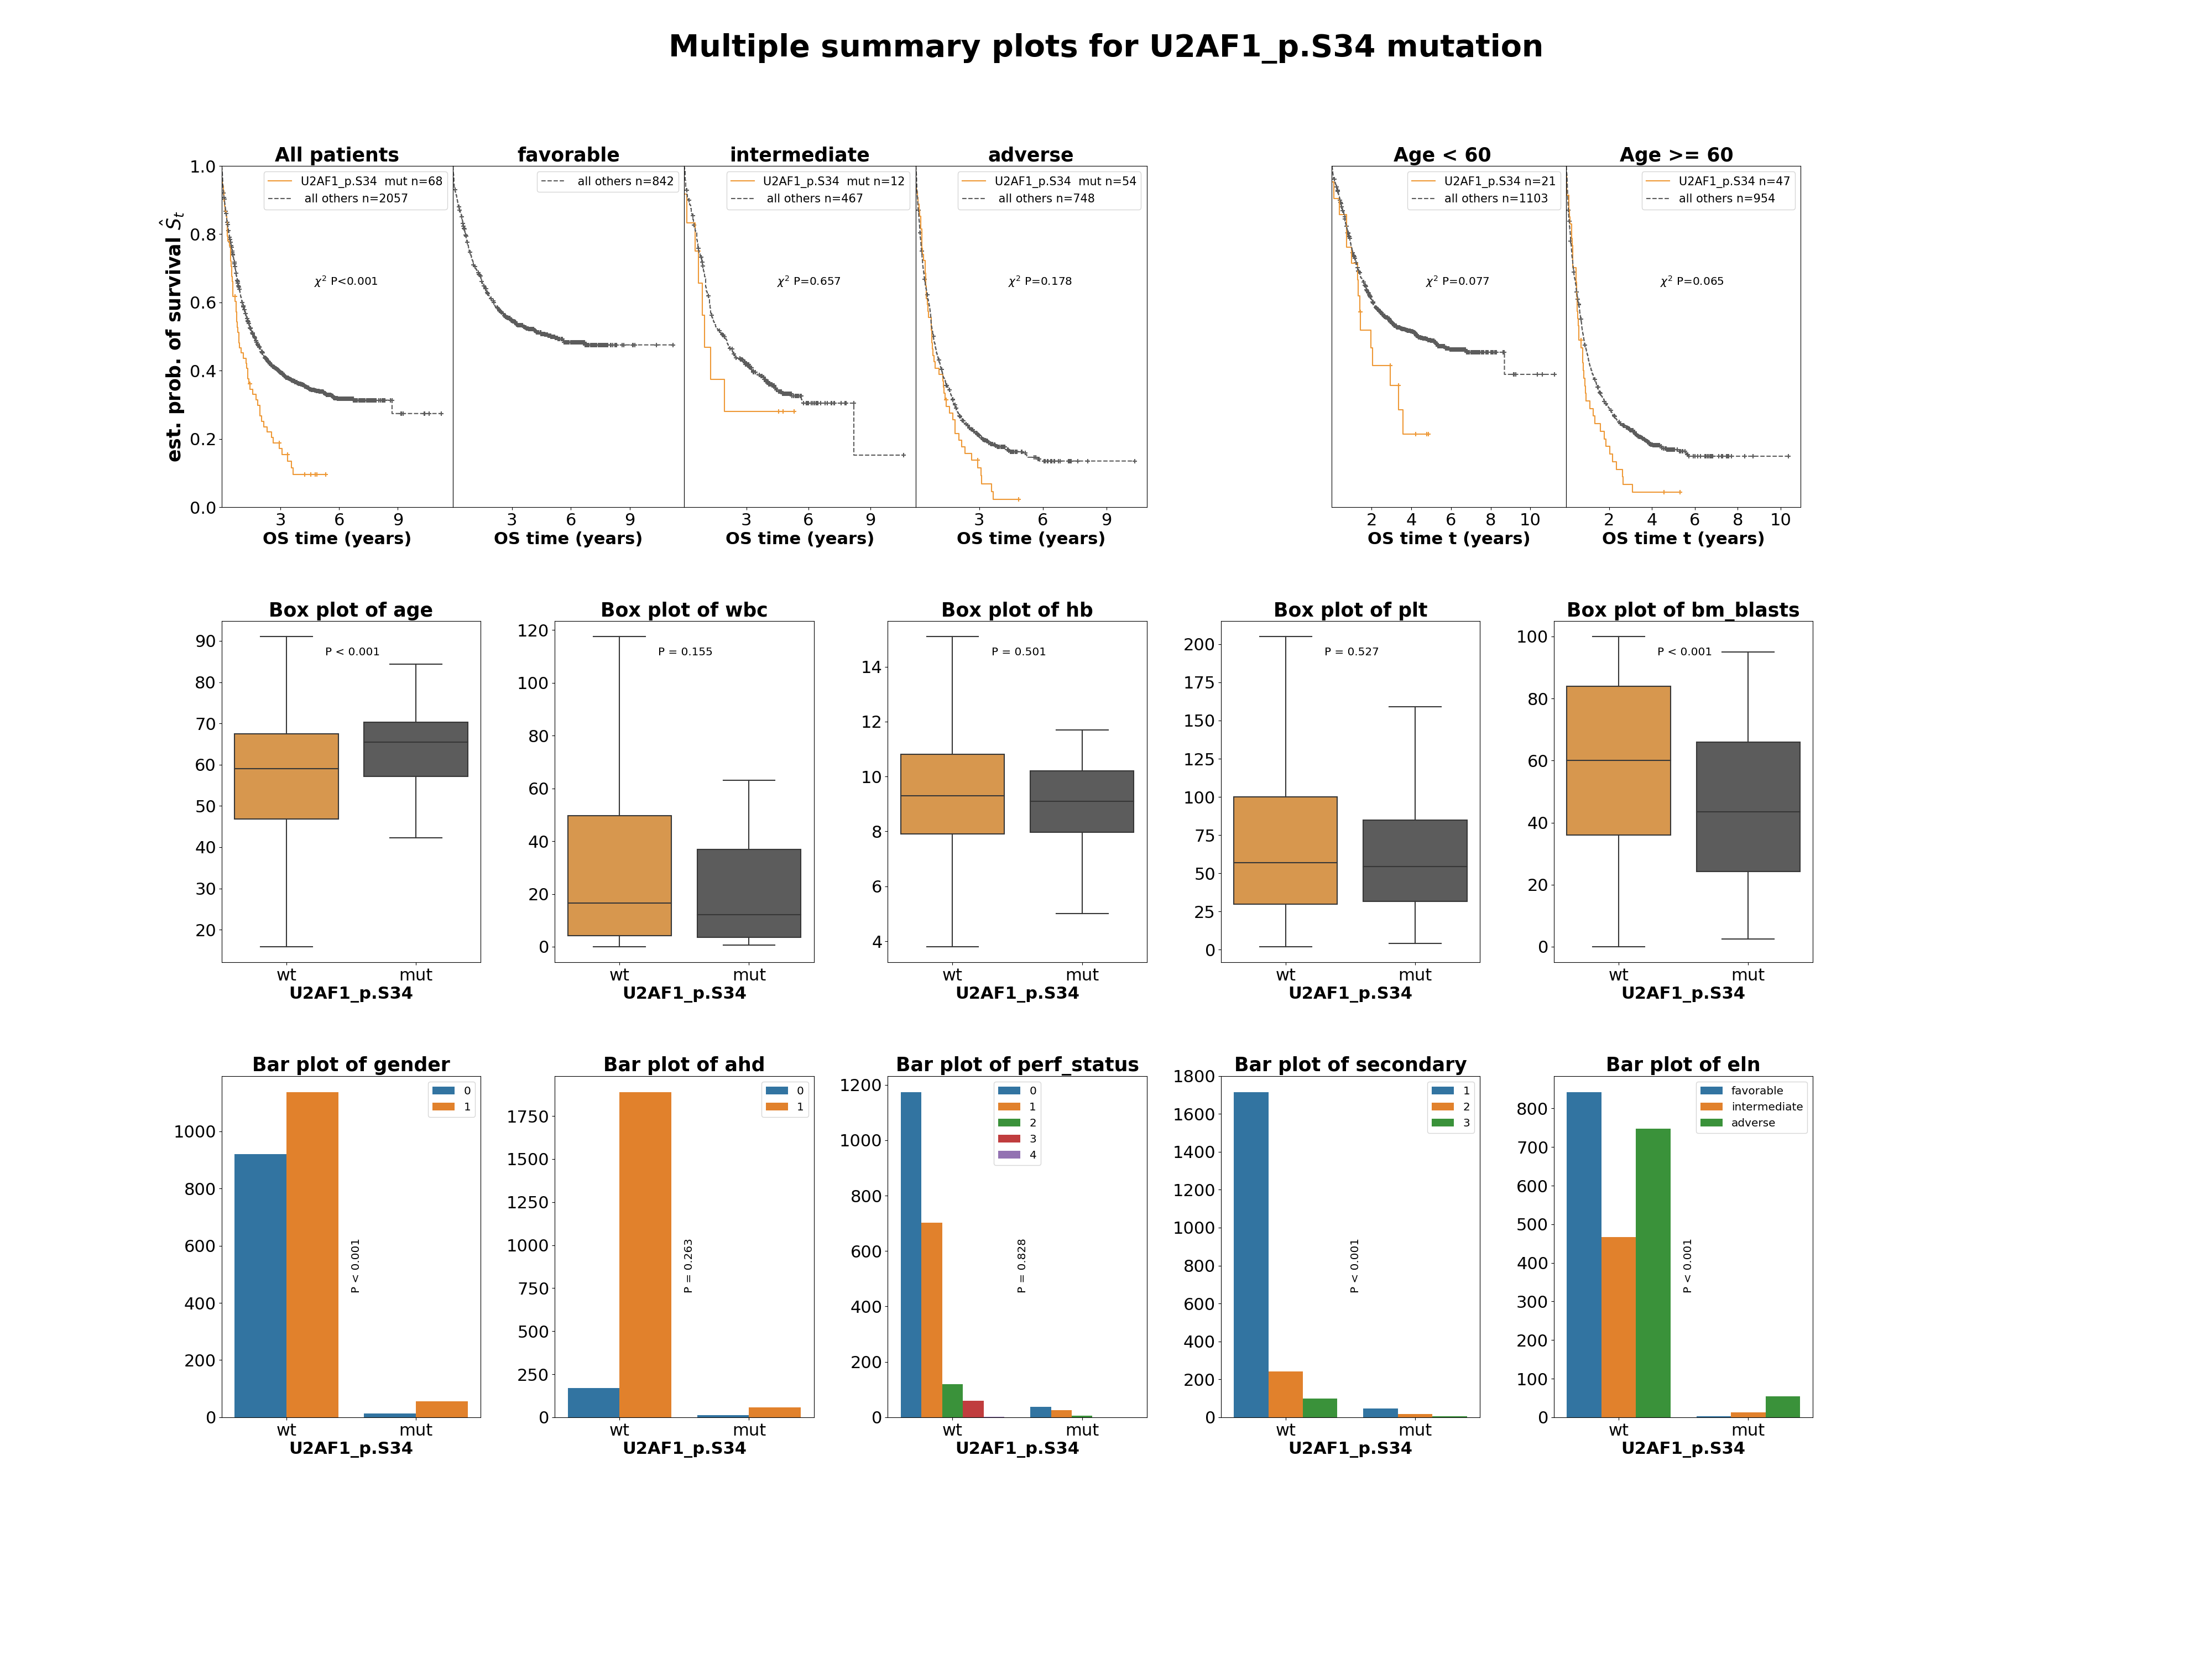 Multiple summary plots for U2AF1_p.S34 mutation
All patients
favorable
intermediate
adverse
Age < 60
Age >= 60
est. prob. of survival Ŝt
1.0
0.8
0.6
0.4
0.2
0.0
U2AF1_p.S34 mut n=68
all others n=2057
χ² P<0.001
3 6 9
OS time (years)
all others n=842
3 6 9
OS time (years)
U2AF1_p.S34 mut n=12
all others n=467
χ² P=0.657
3 6 9
OS time (years)
U2AF1_p.S34 mut n=54
all others n=748
χ² P=0.178
3 6 9
OS time (years)
U2AF1_p.S34 n=21
all others n=1103
χ² P=0.077
2 4 6 8 10
OS time t (years)
U2AF1_p.S34 n=47
all others n=954
χ² P=0.065
2 4 6 8 10
OS time t (years)
Box plot of age
90
80
70
60
50
40
30
20
P < 0.001
wt mut
U2AF1_p.S34
Box plot of wbc
120
100
80
60
40
20
0
P = 0.155
wt mut
U2AF1_p.S34
Box plot of hb
14
12
10
8
6
4
P = 0.501
wt mut
U2AF1_p.S34
Box plot of plt
200
175
150
125
100
75
50
25
0
P = 0.527
wt mut
U2AF1_p.S34
Box plot of bm_blasts
100
80
60
40
20
0
P < 0.001
wt mut
U2AF1_p.S34
Bar plot of gender
1000
800
600
400
200
0
0
1
P < 0.001
wt mut
U2AF1_p.S34
Bar plot of ahd
1750
1500
1250
1000
750
500
250
0
0
1
P = 0.263
wt mut
U2AF1_p.S34
Bar plot of perf_status
1200
1000
800
600
400
200
0
0
1
2
3
4
P = 0.828
wt mut
U2AF1_p.S34
Bar plot of secondary
1800
1600
1400
1200
1000
800
600
400
200
0
1
2
3
P < 0.001
wt mut
U2AF1_p.S34
Bar plot of eln
800
700
600
500
400
300
200
100
0
favorable
intermediate
adverse
P < 0.001
wt mut
U2AF1_p.S34